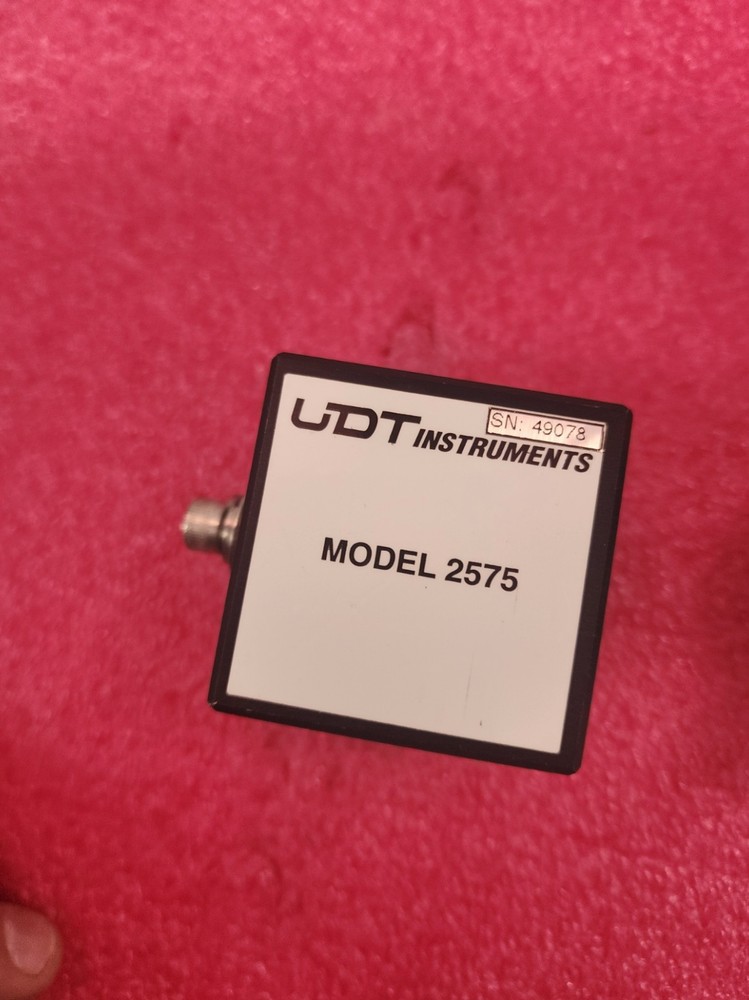 UDT INSTRUMENTS
SN: 49078
MODEL 2575